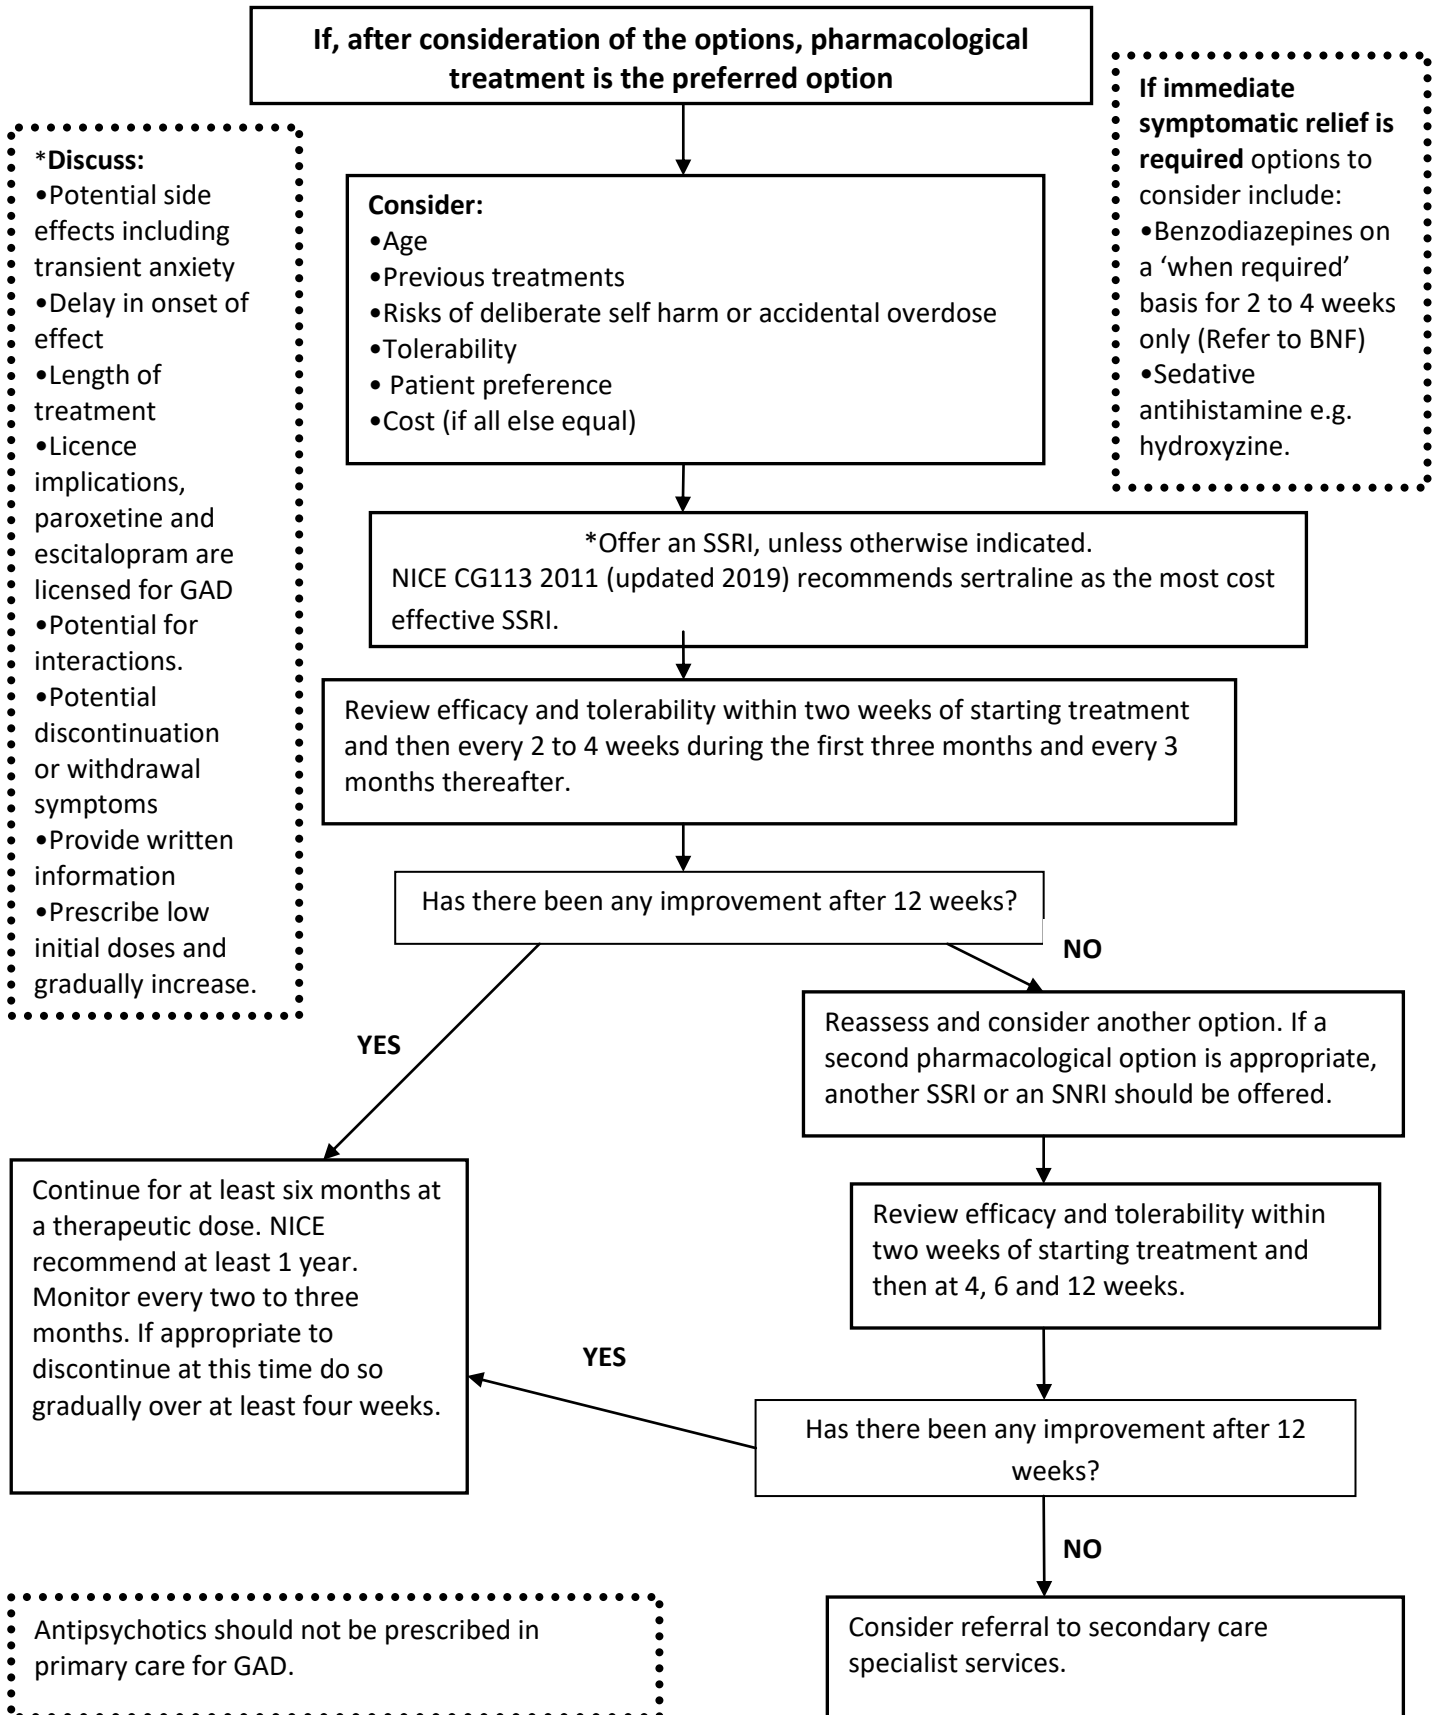 If, after consideration of the options, pharmacological
treatment is the preferred option
If immediate
symptomatic relief is
required options to
consider include:
•Benzodiazepines on
a ‘when required’
basis for 2 to 4 weeks
only (Refer to BNF)
•Sedative
antihistamine e.g.
hydroxyzine.
*Discuss:
•Potential side
effects including
transient anxiety
•Delay in onset of
effect
•Length of
treatment
•Licence
implications,
paroxetine and
escitalopram are
licensed for GAD
•Potential for
interactions.
•Potential
discontinuation
or withdrawal
symptoms
•Provide written
information
•Prescribe low
initial doses and
gradually increase.
Consider:
•Age
•Previous treatments
•Risks of deliberate self harm or accidental overdose
•Tolerability
• Patient preference
•Cost (if all else equal)
*Offer an SSRI, unless otherwise indicated.
NICE CG113 2011 (updated 2019) recommends sertraline as the most cost
effective SSRI.
Review efficacy and tolerability within two weeks of starting treatment
and then every 2 to 4 weeks during the first three months and every 3
months thereafter.
Has there been any improvement after 12 weeks?
NO
YES
Reassess and consider another option. If a
second pharmacological option is appropriate,
another SSRI or an SNRI should be offered.
Continue for at least six months at
a therapeutic dose. NICE
recommend at least 1 year.
Monitor every two to three
months. If appropriate to
discontinue at this time do so
gradually over at least four weeks.
Review efficacy and tolerability within
two weeks of starting treatment and
then at 4, 6 and 12 weeks.
YES
Has there been any improvement after 12
weeks?
NO
Antipsychotics should not be prescribed in
primary care for GAD.
Consider referral to secondary care
specialist services.